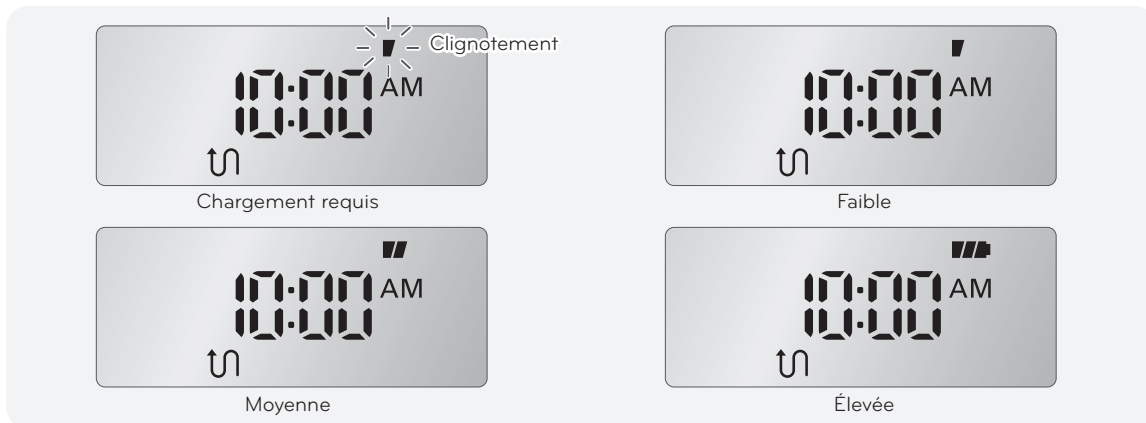 Clignotement
10:00 AM
Chargement requis
10:00 AM
Faible
10:00 AM
Moyenne
10:00 AM
Élevée